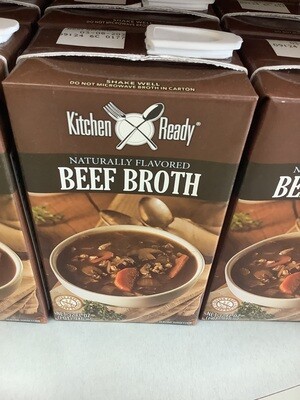 SHAKE WELL
DO NOT MICROWAVE BROTH IN CARTON
Kitchen Ready®
NATURALLY FLAVORED
BEEF BROTH
BE